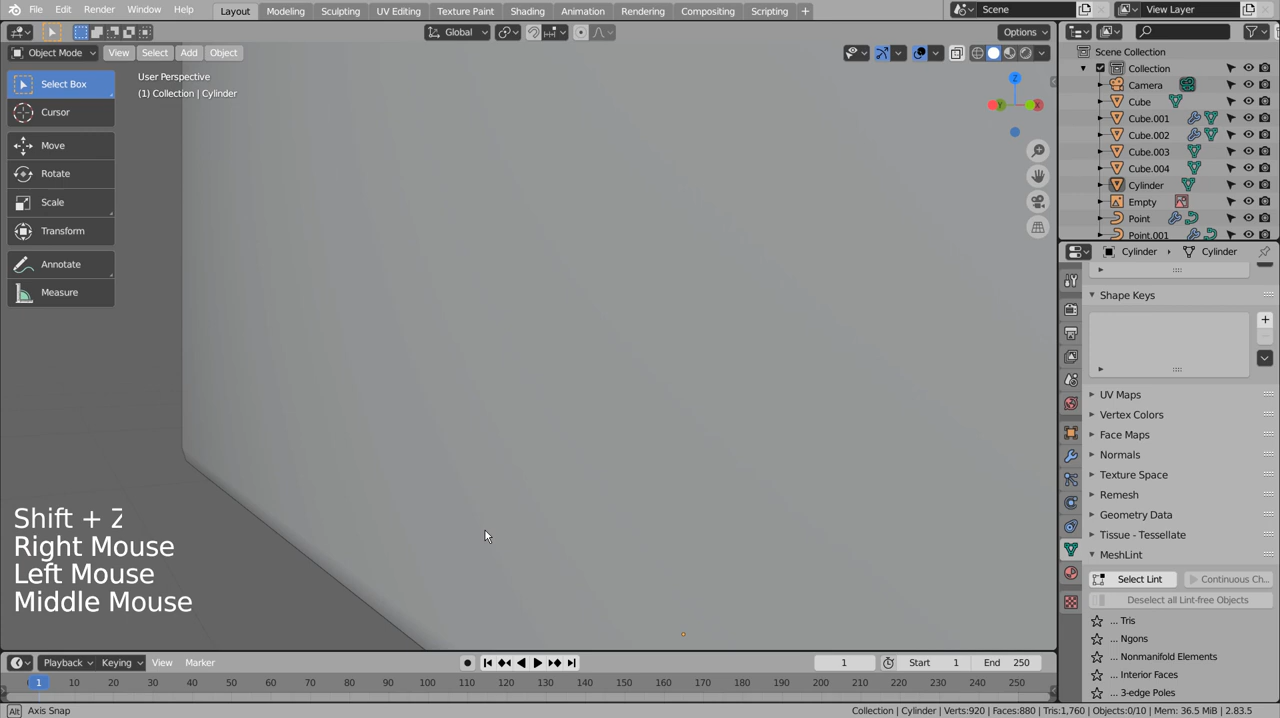 File Edit Render Window Help Layout Modeling Sculpting UV Editing Texture Paint Shading Animation Rendering Compositing Scripting + Scene View Layer
Global Options
Object Mode View Select Add Object
User Perspective
(1) Collection | Cylinder
Select Box
Cursor
Move
Rotate
Scale
Transform
Annotate
Measure
Z
Y X
Shift + Z
Right Mouse
Left Mouse
Middle Mouse
Scene Collection
Collection
Camera
Cube
Cube.001
Cube.002
Cube.003
Cube.004
Cylinder
Empty
Point
Point.001
Cylinder › Cylinder
Shape Keys
UV Maps
Vertex Colors
Face Maps
Normals
Texture Space
Remesh
Geometry Data
Tissue - Tessellate
MeshLint
Select Lint Continuous Ch...
Deselect all Lint-free Objects
... Tris
... Ngons
... Nonmanifold Elements
... Interior Faces
... 3-edge Poles
Playback Keying View Marker 1 Start 1 End 250
1 10 20 30 40 50 60 70 80 90 100 110 120 130 140 150 160 170 180 190 200 210 220 230 240 250
Alt Axis Snap Collection | Cylinder | Verts:920 | Faces:880 | Tris:1,760 | Objects:0/10 | Mem: 36.5 MiB | 2.83.5